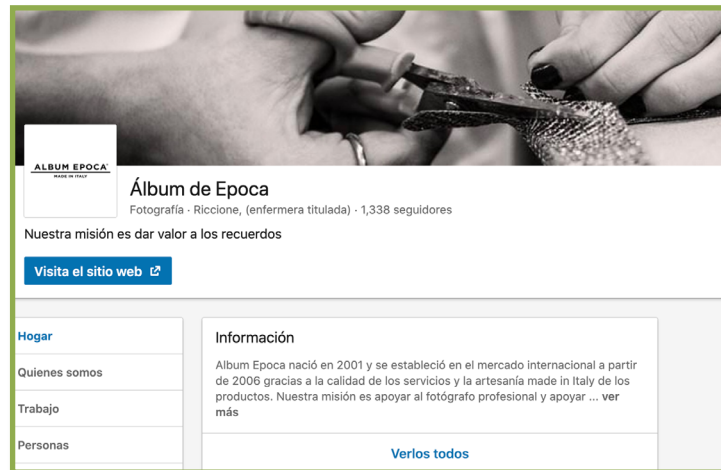 ALBUM EPOCA®
MADE IN ITALY
Álbum de Epoca
Fotografía · Riccione, (enfermera titulada) · 1,338 seguidores
Nuestra misión es dar valor a los recuerdos
Visita el sitio web
Hogar
Quienes somos
Trabajo
Personas
Información
Album Epoca nació en 2001 y se estableció en el mercado internacional a partir
de 2006 gracias a la calidad de los servicios y la artesanía made in Italy de los
productos. Nuestra misión es apoyar al fotógrafo profesional y apoyar ... ver
más
Verlos todos